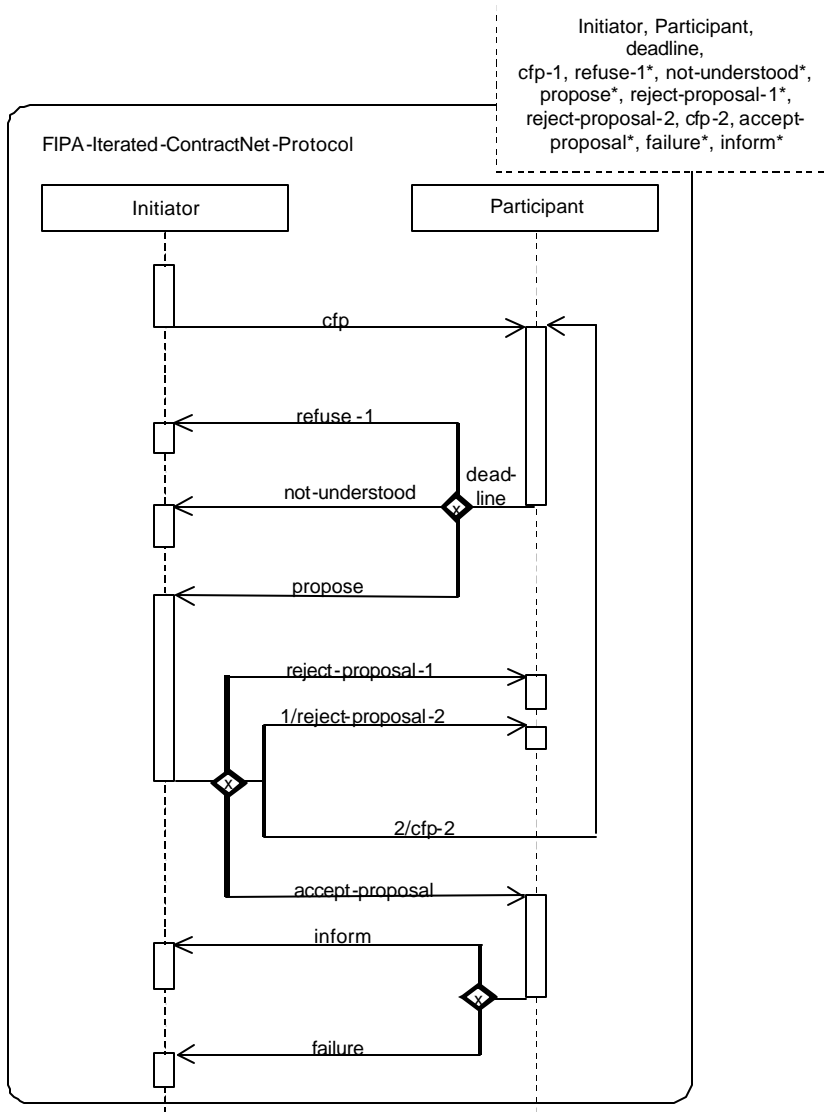 Initiator, Participant,
deadline,
cfp-1, refuse-1*, not-understood*,
propose*, reject-proposal-1*,
reject-proposal-2, cfp-2, accept-
proposal*, failure*, inform*
FIPA-Iterated-ContractNet-Protocol
Initiator
Participant
cfp
refuse -1
dead-
line
not-understood
x
propose
reject-proposal-1
1/reject-proposal-2
x
2/cfp-2
accept-proposal
inform
x
failure